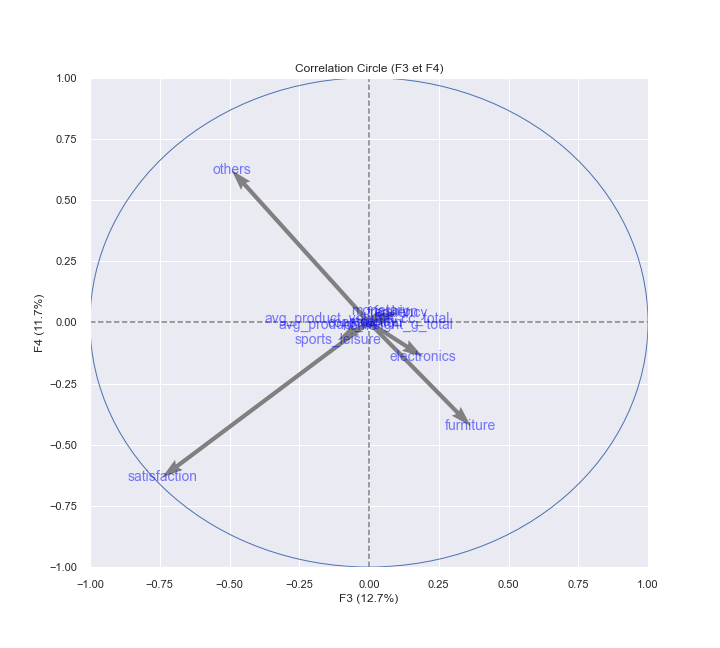 Correlation Circle (F3 et F4)
1.00
0.75
0.50
0.25
0.00
−0.25
−0.50
−0.75
−1.00
F4 (11.7%)
others
sports_leisure
electronics
furniture
satisfaction
−1.00
−0.75
−0.50
−0.25
0.00
0.25
0.50
0.75
1.00
F3 (12.7%)